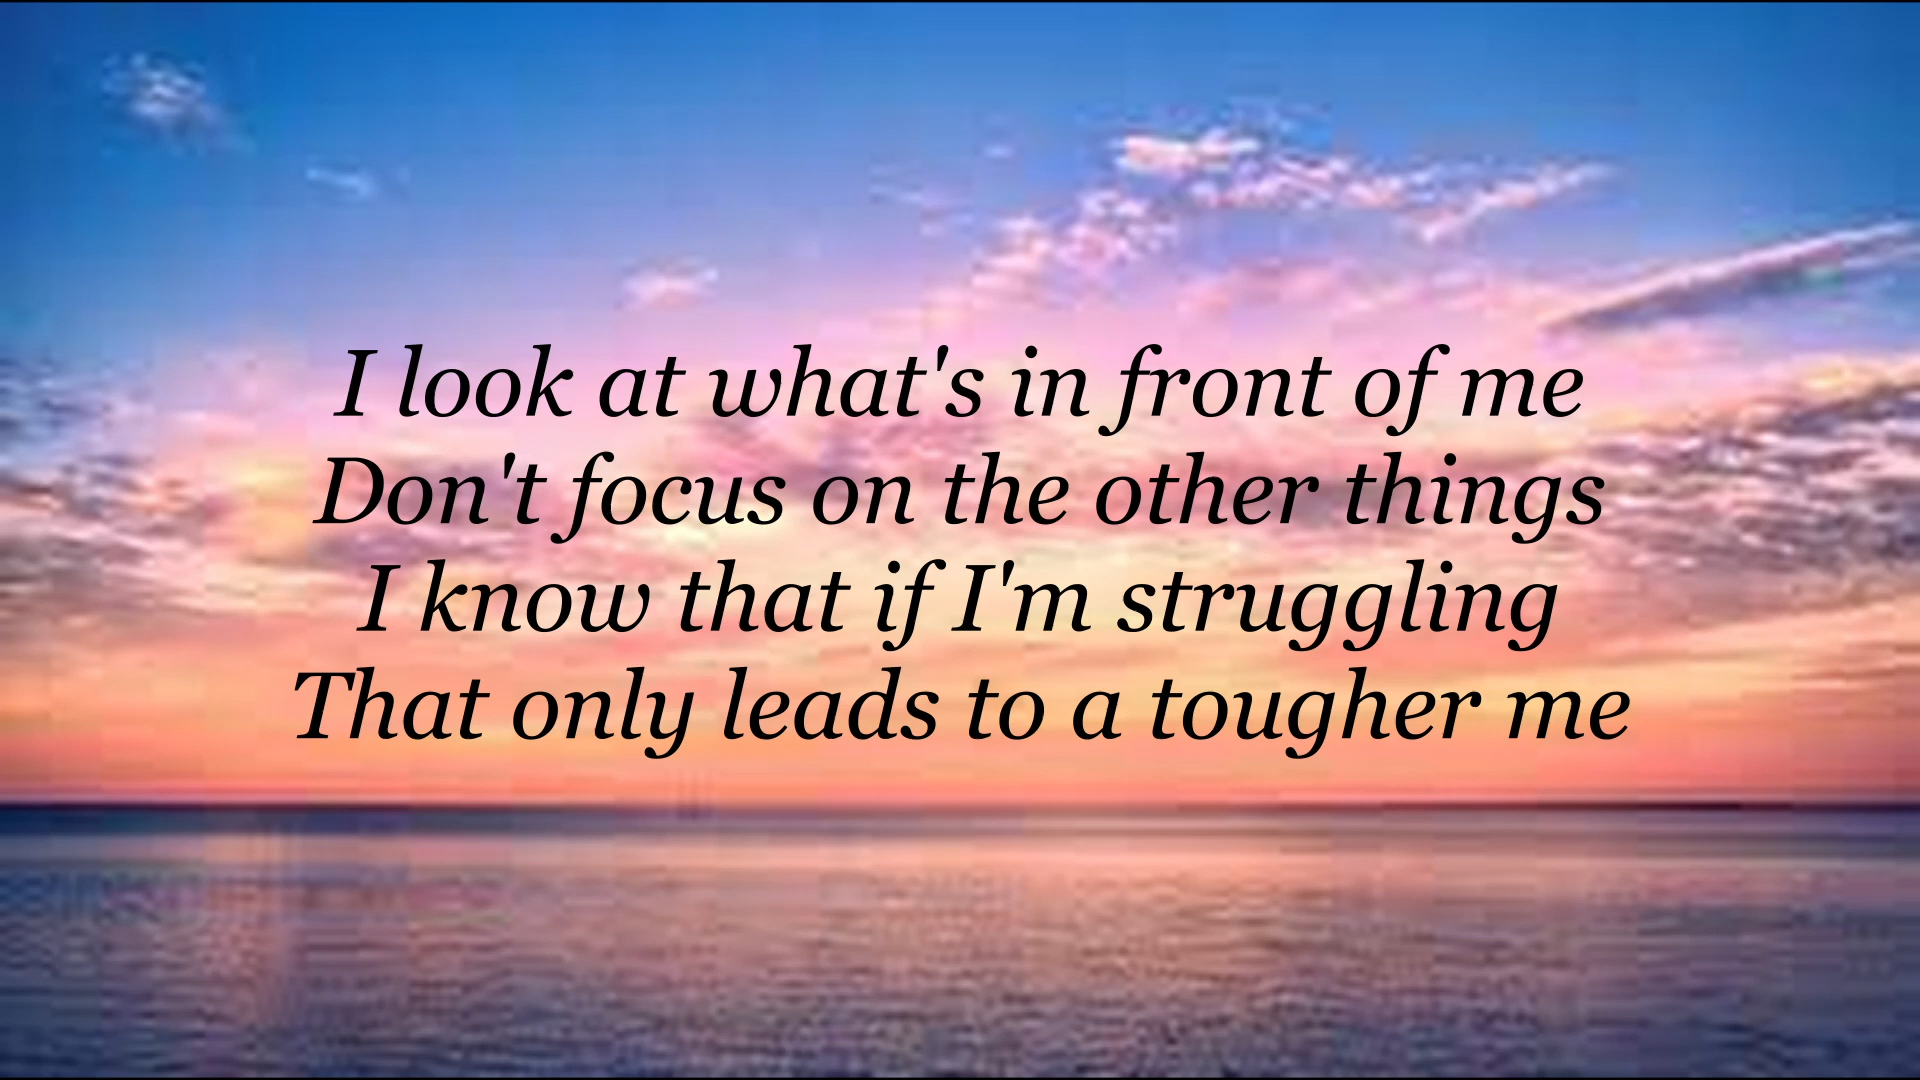 I look at what's in front of me
Don't focus on the other things
I know that if I'm struggling
That only leads to a tougher me